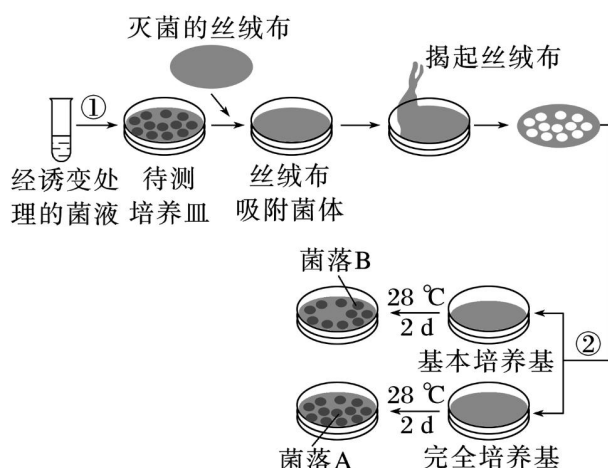 灭菌的丝绒布
揭起丝绒布
①
经诱变处
理的菌液
待测
培养皿
丝绒布
吸附菌体
菌落B
28 ℃
2 d
基本培养基
②
28 ℃
2 d
菌落A
完全培养基